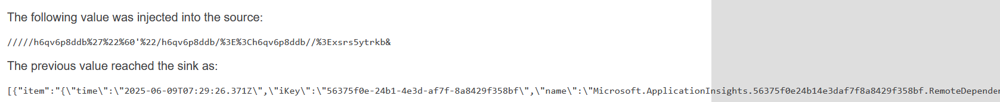 The following value was injected into the source:
/////h6qv6p8ddb%27%22%60'%22/h6qv6p8ddb/%3E%3Ch6qv6p8ddb//%3Exsrs5ytrkb&
The previous value reached the sink as:
[{"item":"{\"time\":\"2025-06-09T07:29:26.371Z\",\"iKey\":\"56375f0e-24b1-4e3d-af7f-8a8429f358bf\",\"name\":\"Microsoft.ApplicationInsights.56375f0e24b14e3daf7f8a8429f358bf.RemoteDepender